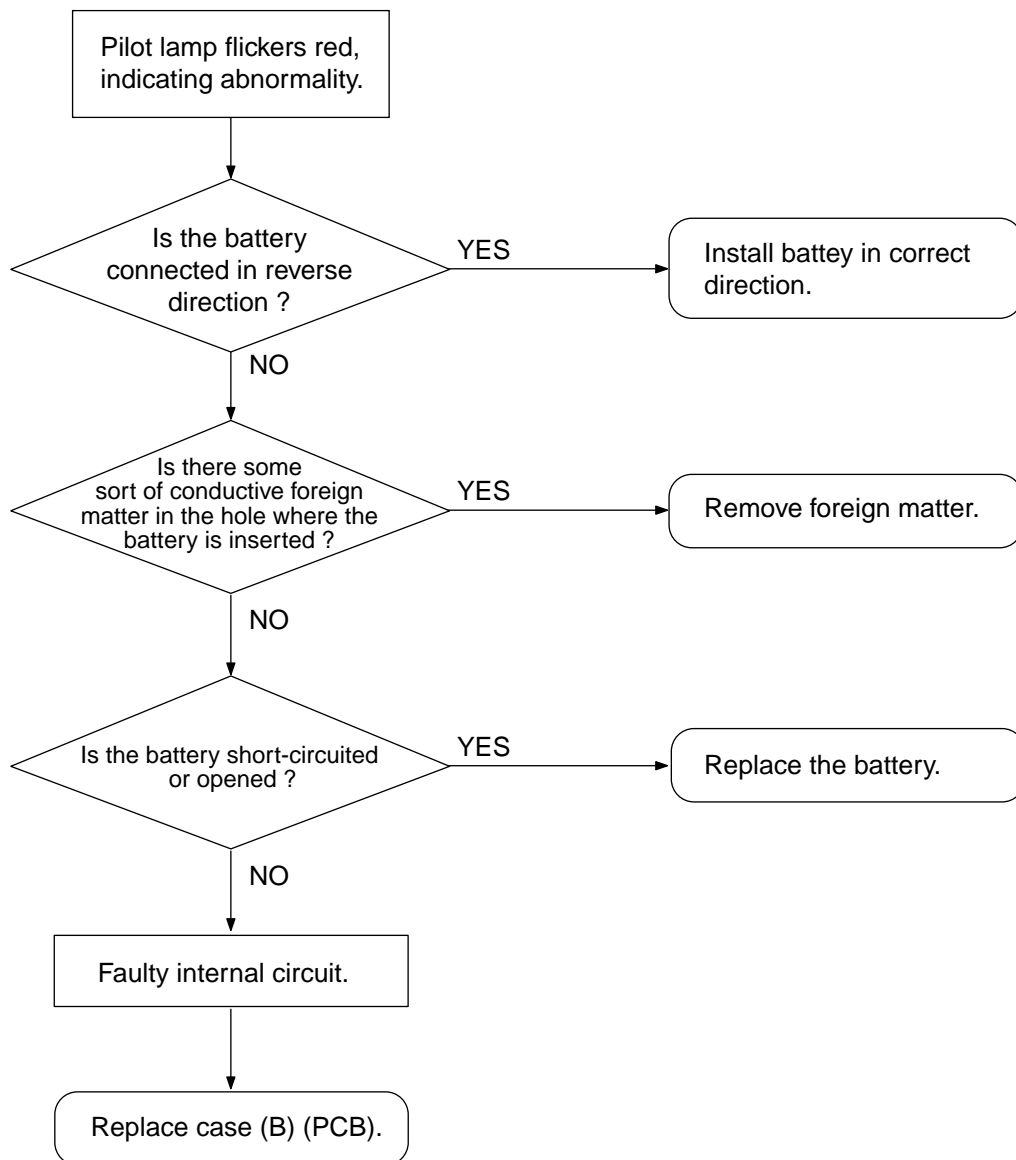 Pilot lamp flickers red,
indicating abnormality.
Is the battery
connected in reverse
direction ?
YES
Install battey in correct
direction.
NO
Is there some
sort of conductive foreign
matter in the hole where the
battery is inserted ?
YES
Remove foreign matter.
NO
Is the battery short-circuited
or opened ?
YES
Replace the battery.
NO
Faulty internal circuit.
Replace case (B) (PCB).